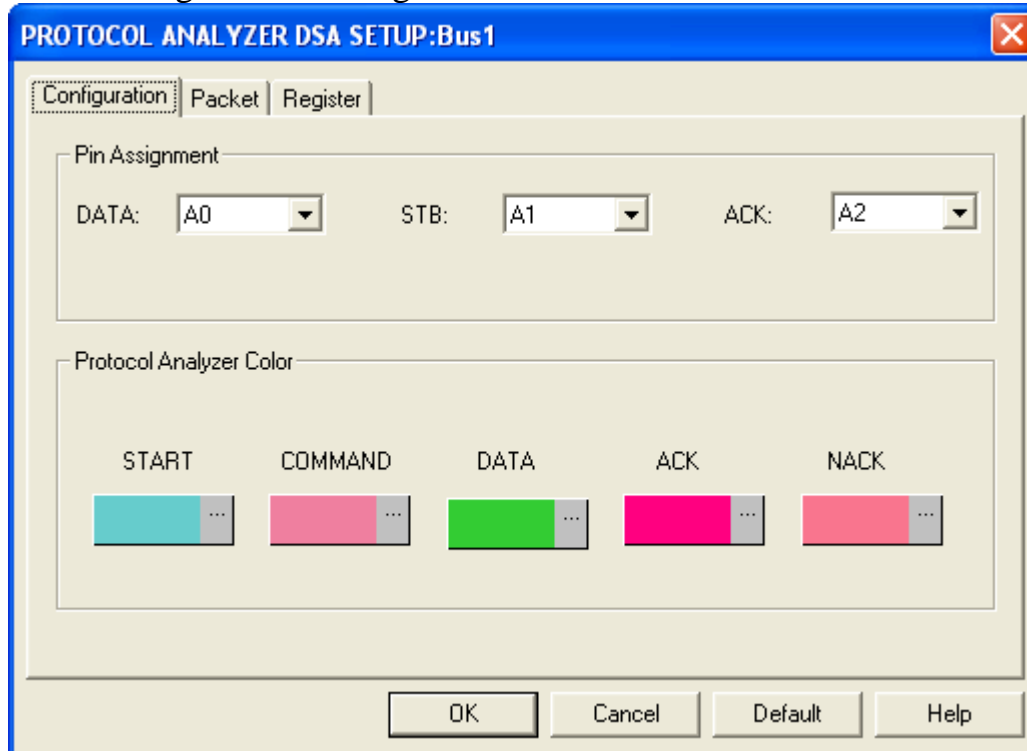 PROTOCOL ANALYZER DSA SETUP:Bus1
Configuration Packet Register
Pin Assignment
DATA: A0 STB: A1 ACK: A2
Protocol Analyzer Color
START COMMAND DATA ACK NACK
... ... ... ... ...
OK Cancel Default Help